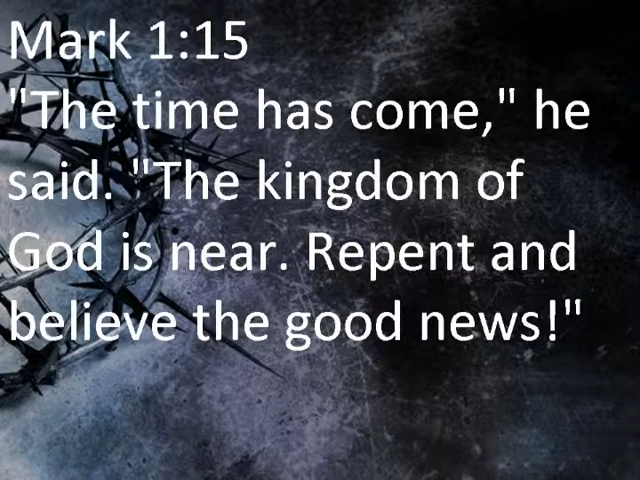 Mark 1:15
"The time has come," he
said. "The kingdom of
God is near. Repent and
believe the good news!"